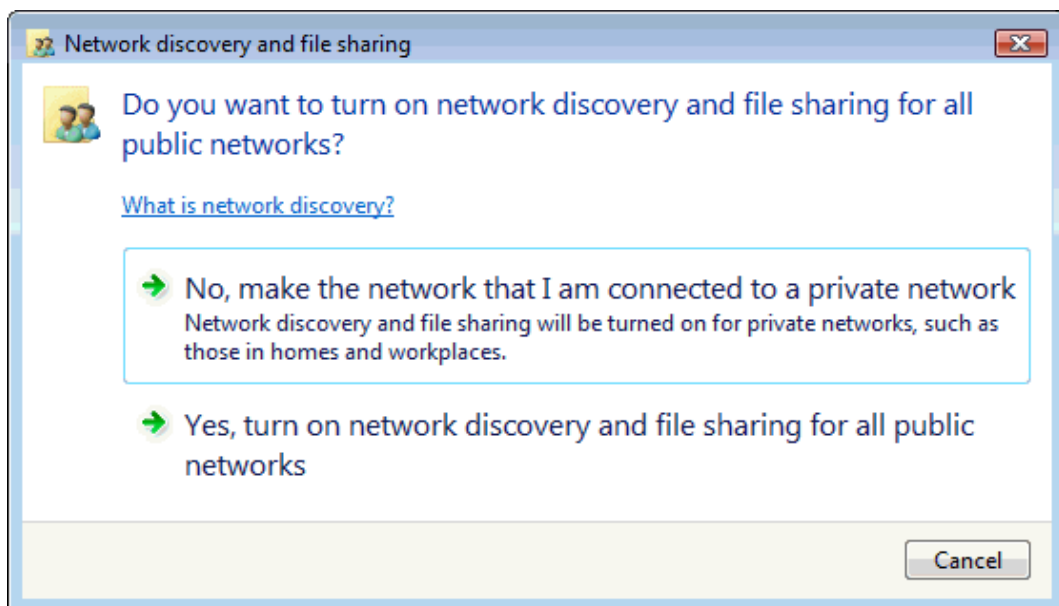 Network discovery and file sharing
Do you want to turn on network discovery and file sharing for all
public networks?
What is network discovery?
No, make the network that I am connected to a private network
Network discovery and file sharing will be turned on for private networks, such as
those in homes and workplaces.
Yes, turn on network discovery and file sharing for all public
networks
Cancel